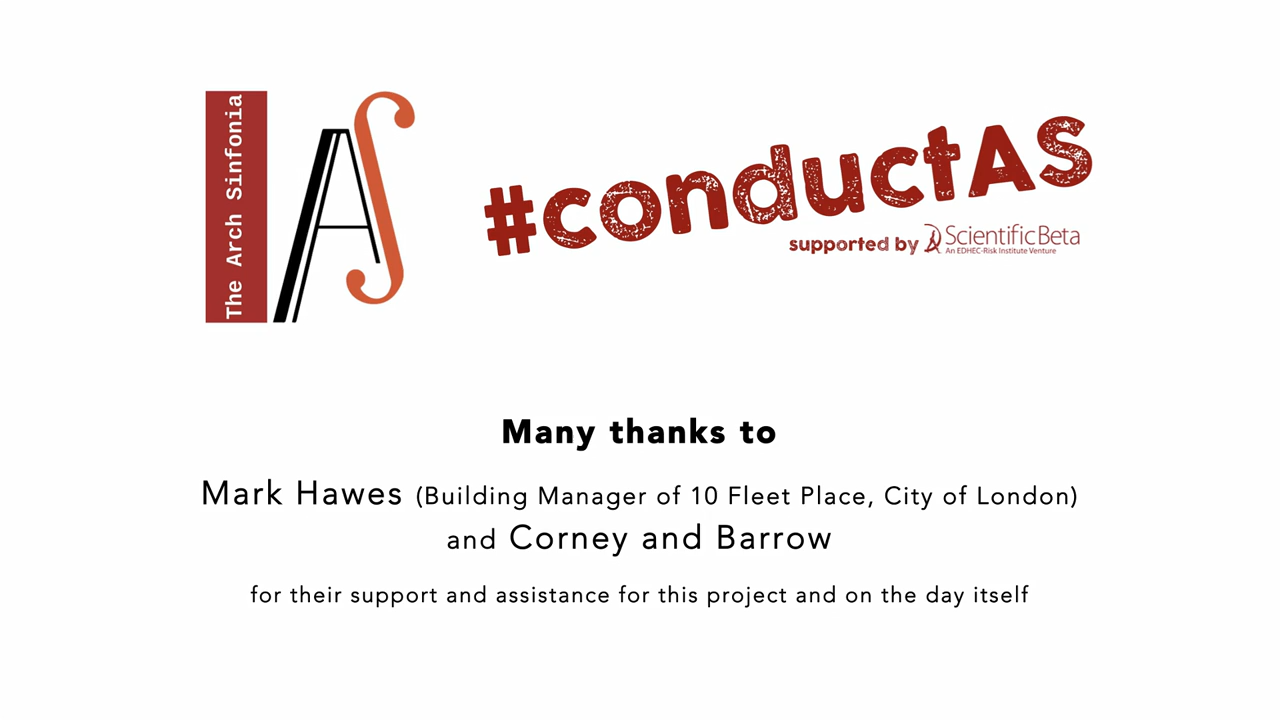 The Arch Sinfonia
AS
#conductAS
supported by ScientificBeta
An EDHEC-Risk Institute Venture
Many thanks to
Mark Hawes (Building Manager of 10 Fleet Place, City of London)
and Corney and Barrow
for their support and assistance for this project and on the day itself